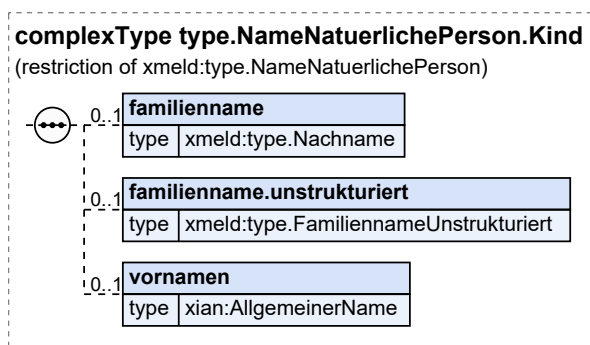 complexType type.NameNatuerlichePerson.Kind
(restriction of xmeld:type.NameNatuerlichePerson)
0..1 familienname
type xmeld:type.Nachname
0..1 familienname.unstrukturiert
type xmeld:type.FamiliennameUnstrukturiert
0..1 vornamen
type xian:AllgemeinerName